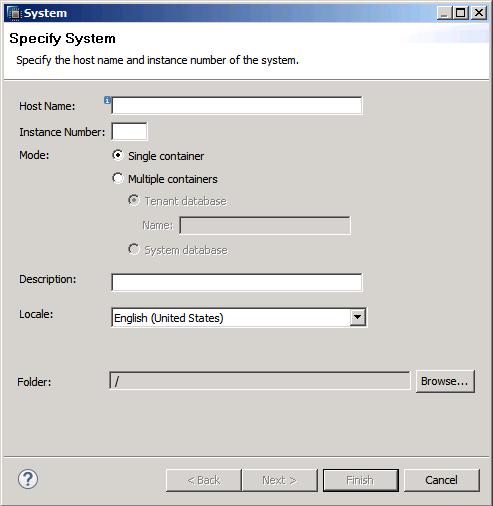 System
Specify System
Specify the host name and instance number of the system.
Host Name:
Instance Number:
Mode:
Single container
Multiple containers
Tenant database
Name:
System database
Description:
Locale:
English (United States)
Folder:
/
Browse...
?
< Back
Next >
Finish
Cancel